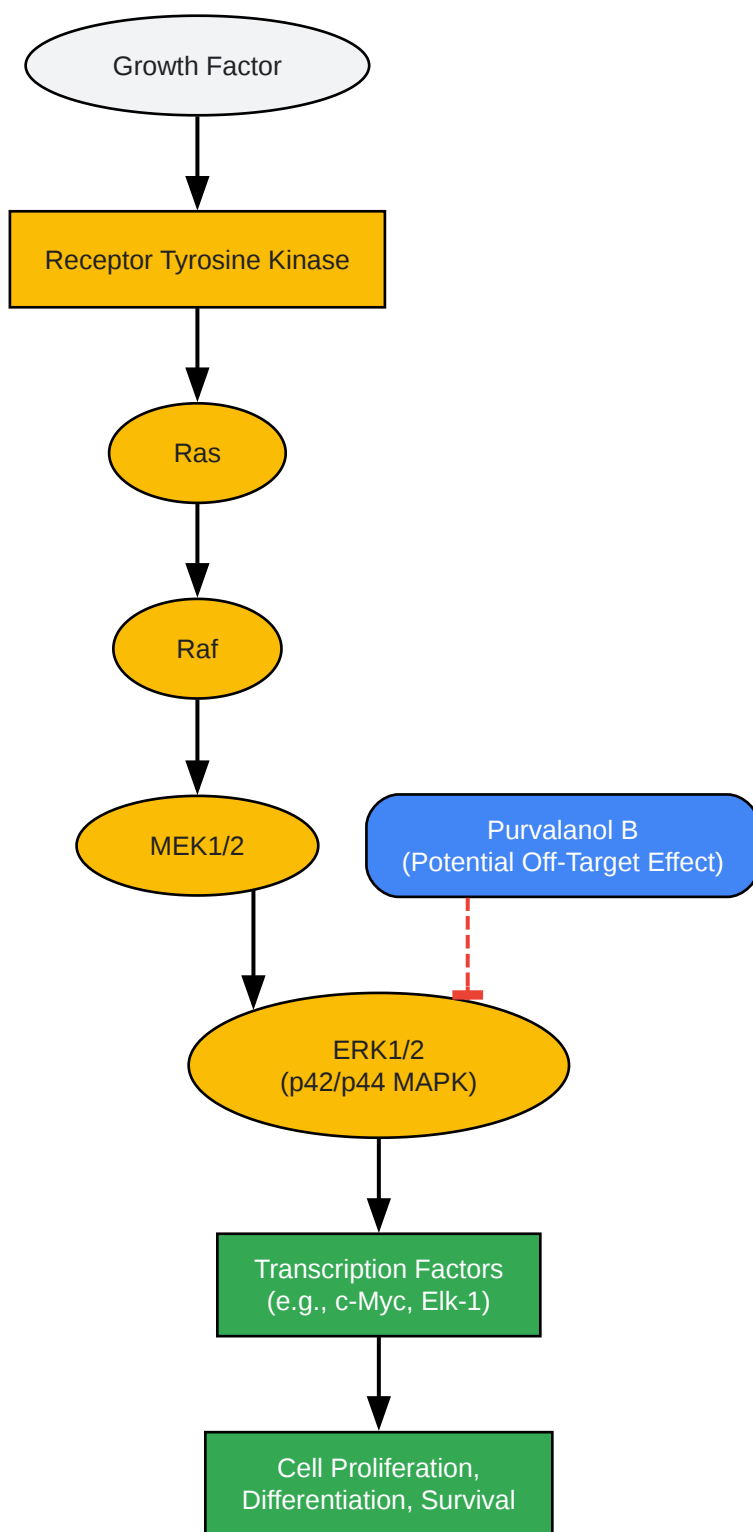 Growth Factor
Receptor Tyrosine Kinase
Ras
Raf
MEK1/2
Purvalanol B
(Potential Off-Target Effect)
ERK1/2
(p42/p44 MAPK)
Transcription Factors
(e.g., c-Myc, Elk-1)
Cell Proliferation,
Differentiation, Survival